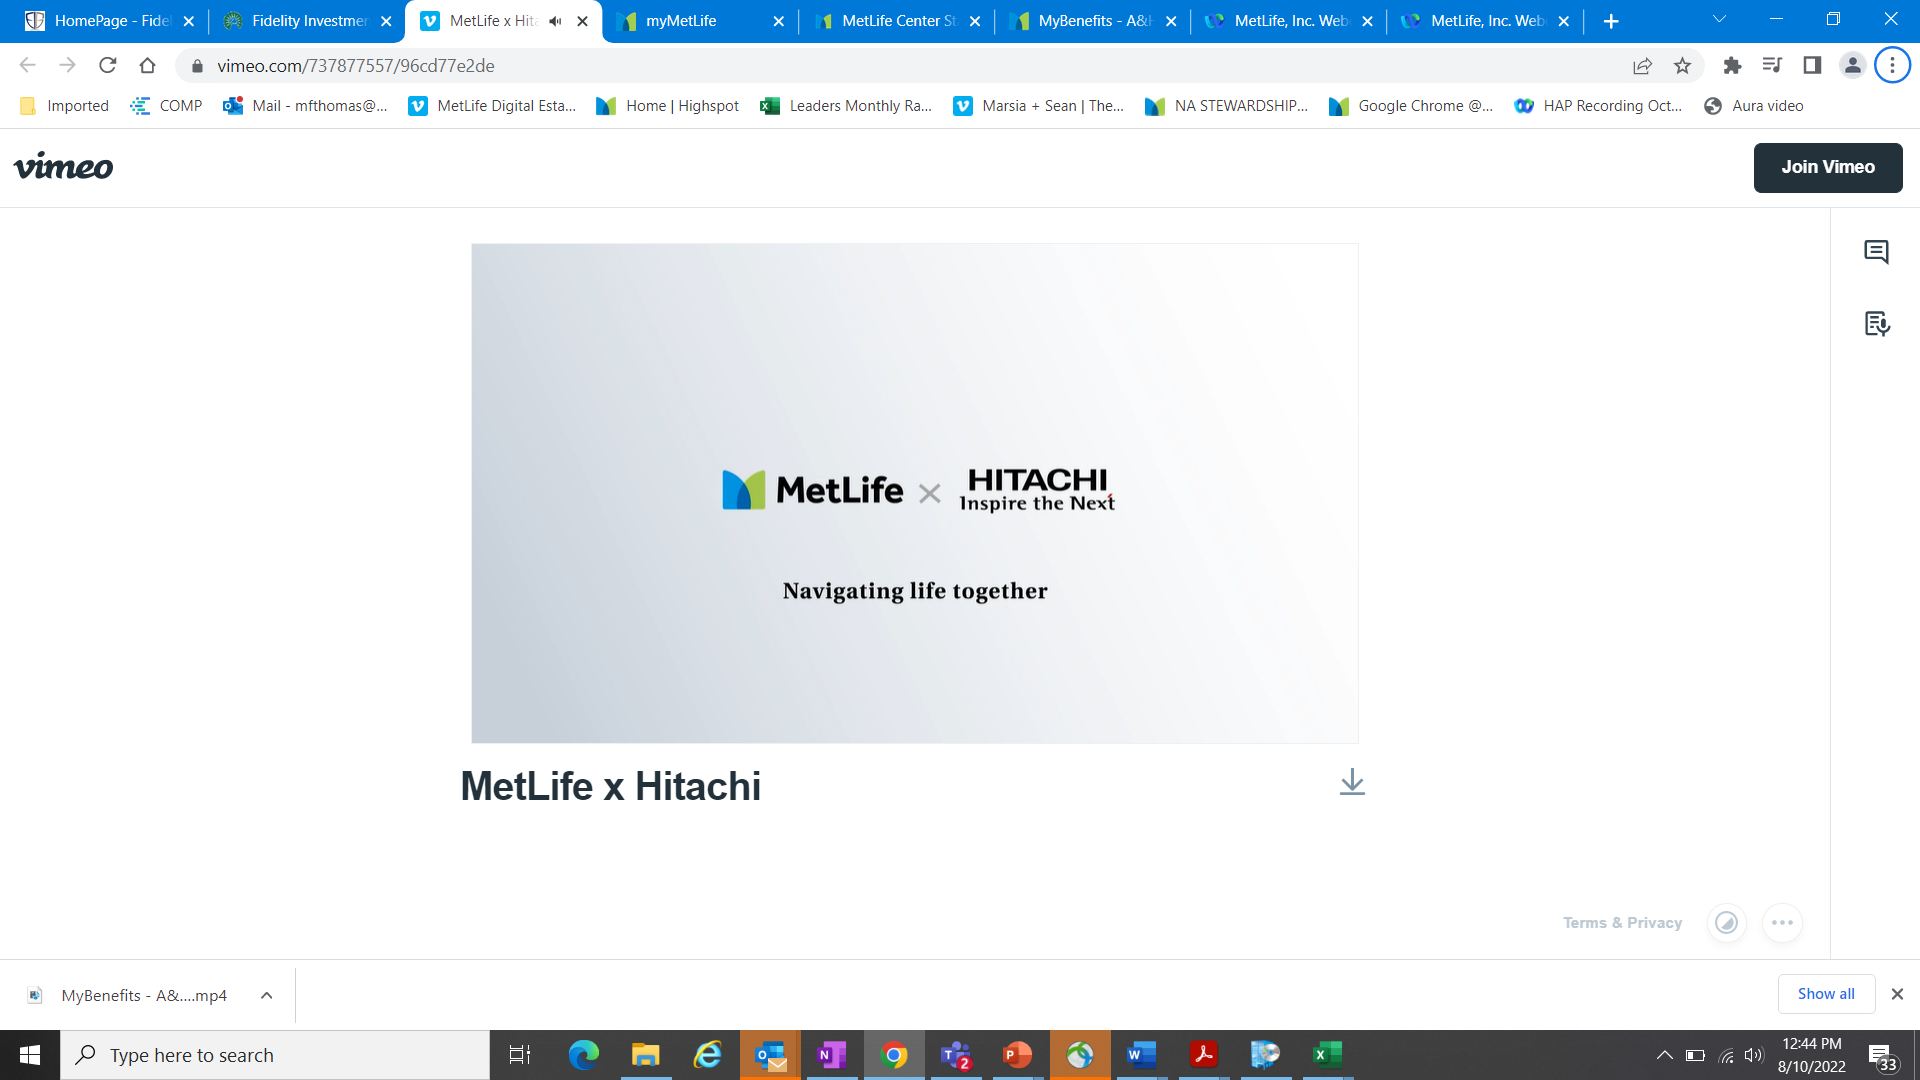 HomePage - Fidel
Fidelity Investmen
MetLife x Hita
myMetLife
MetLife Center St
MyBenefits - A&H
MetLife, Inc. Web
MetLife, Inc. Web
vimeo.com/737877557/96cd77e2de
Imported
COMP
Mail - mfthomas@...
MetLife Digital Esta...
Home | Highspot
Leaders Monthly Ra...
Marsia + Sean | The...
NA STEWARDSHIP...
Google Chrome @...
HAP Recording Oct...
Aura video
vimeo
Join Vimeo
MetLife x HITACHI
Inspire the Next
Navigating life together
MetLife x Hitachi
Terms & Privacy
MyBenefits - A&....mp4
Show all
Type here to search
2
12:44 PM
8/10/2022
33